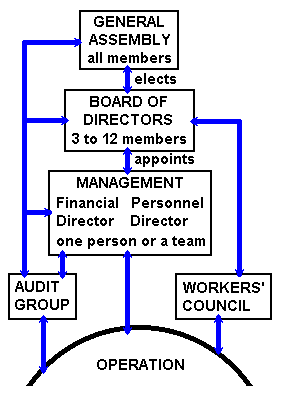 GENERAL
ASSEMBLY
all members
elects
BOARD OF
DIRECTORS
3 to 12 members
appoints
MANAGEMENT
Financial Personnel
Director Director
one person or a team
AUDIT
GROUP
WORKERS'
COUNCIL
OPERATION